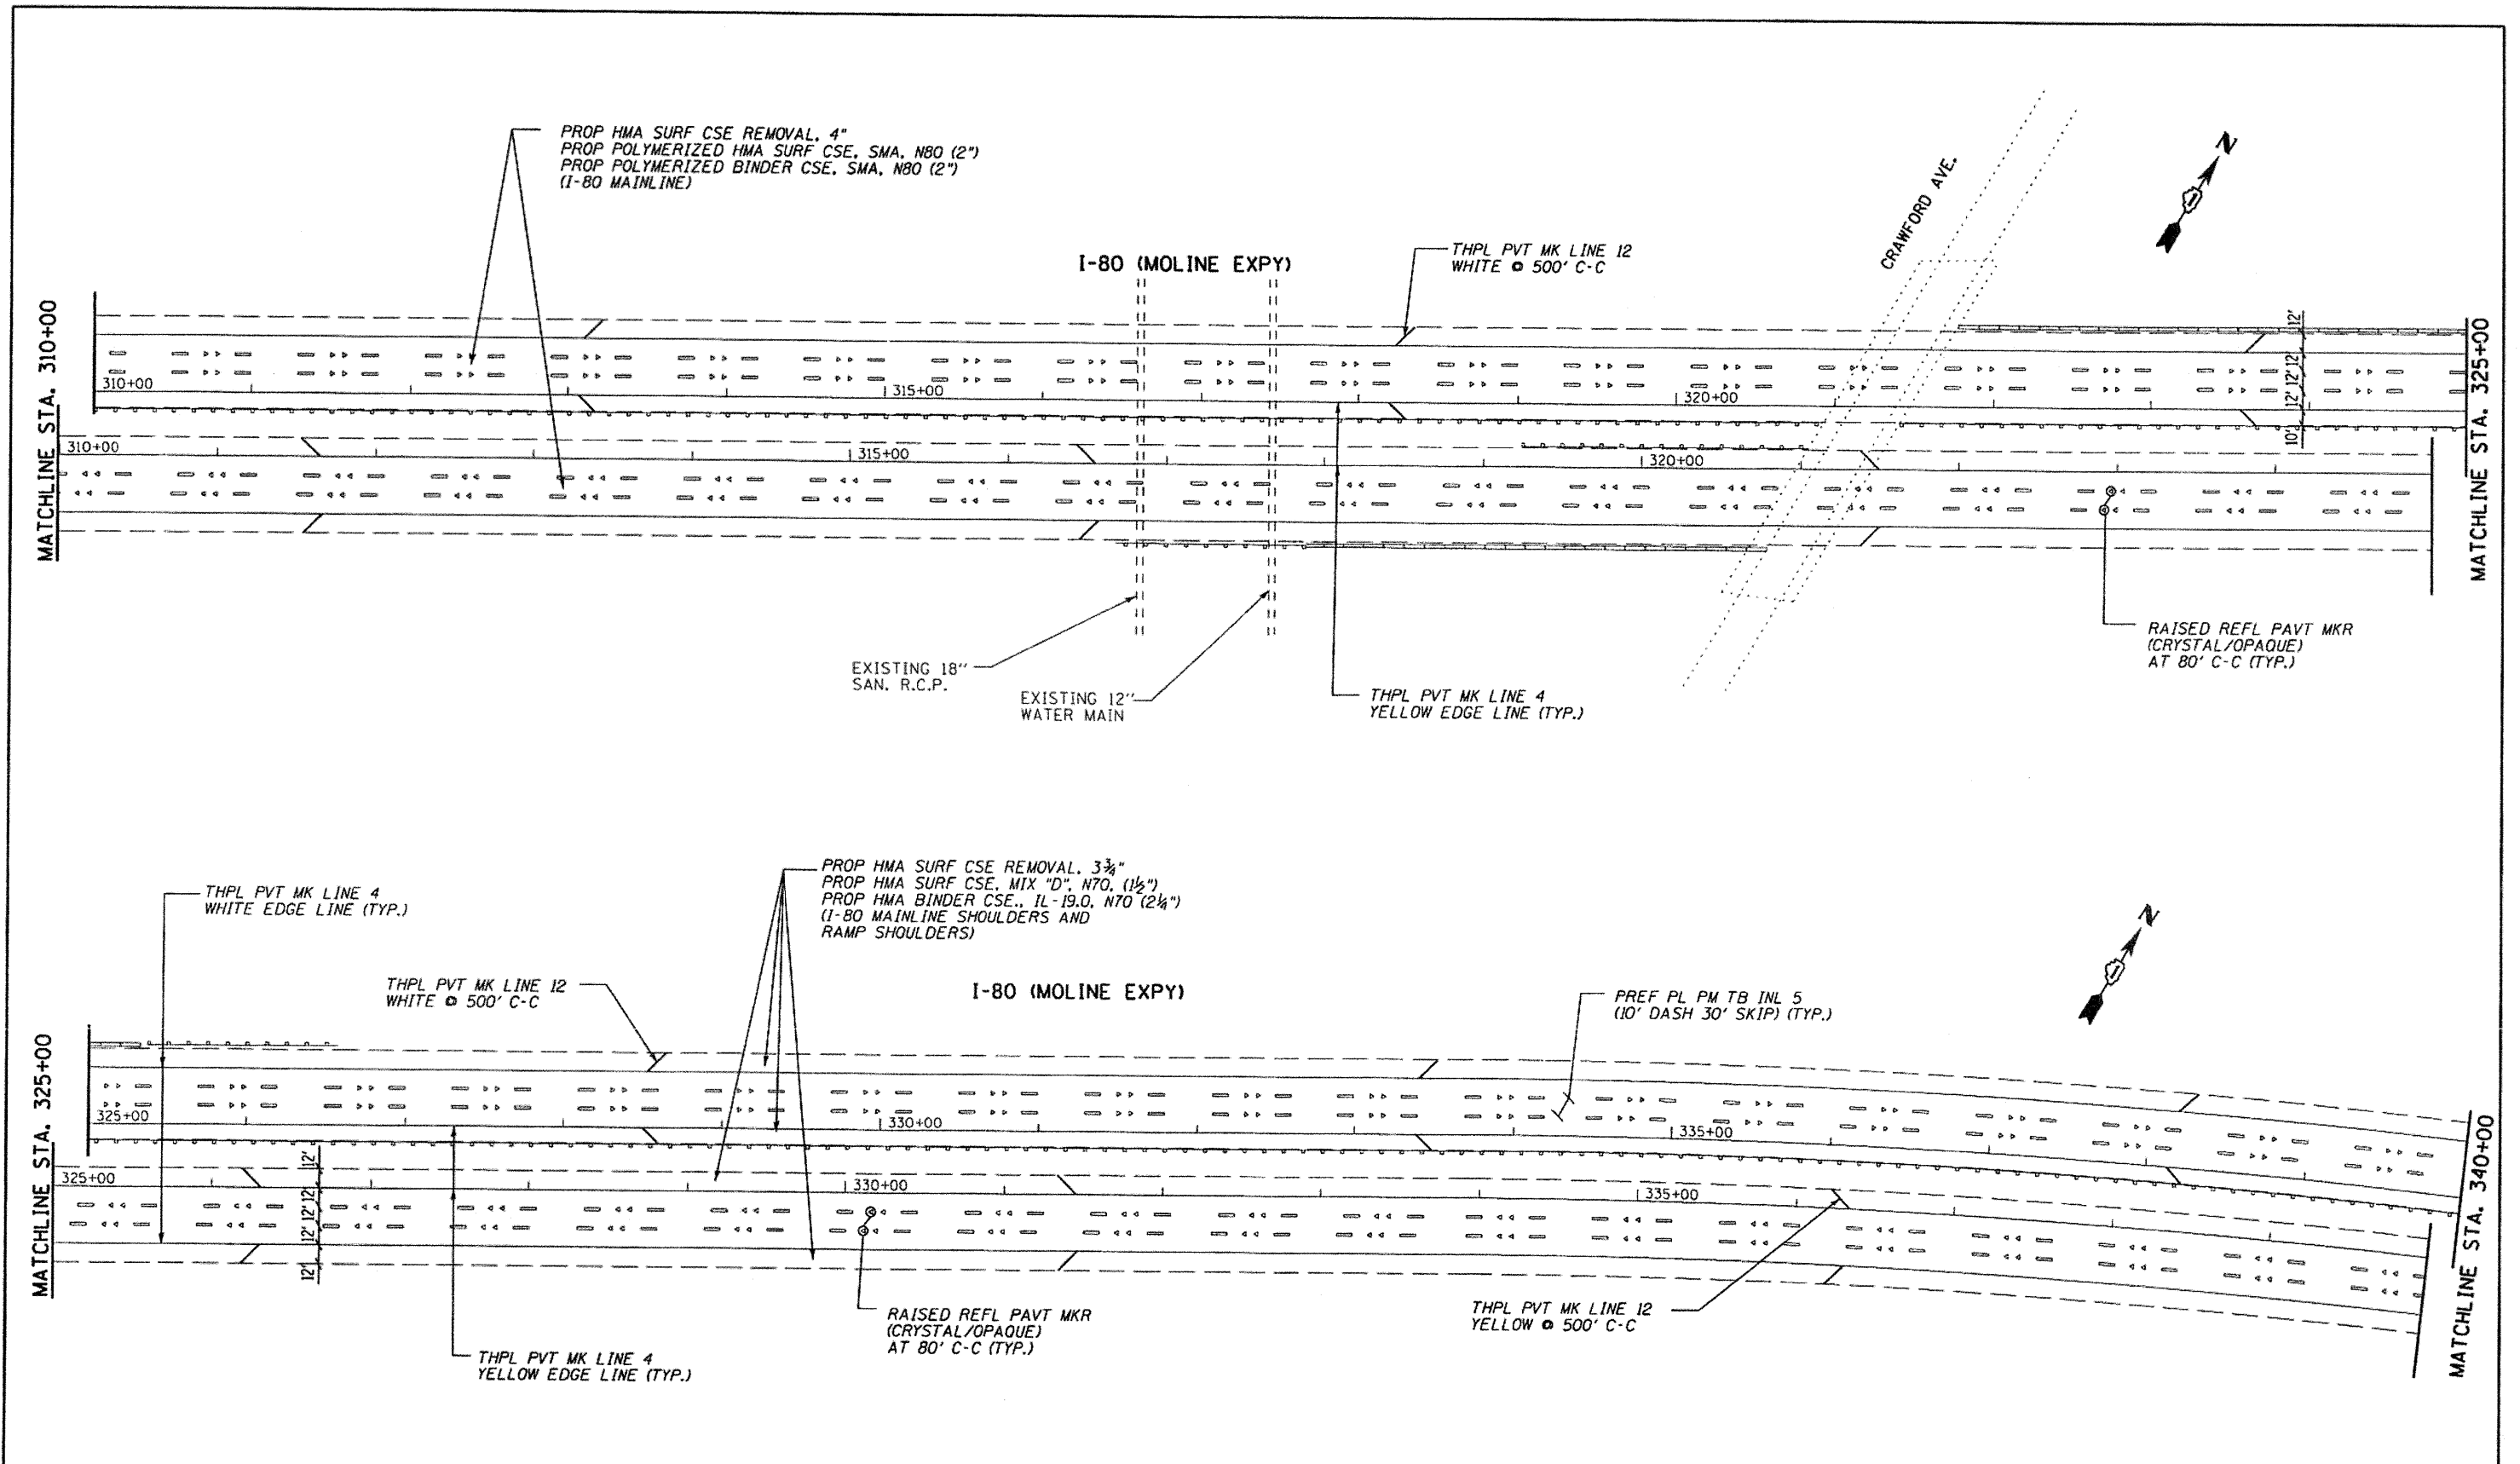 PROP HMA SURF CSE REMOVAL, 4"
PROP POLYMERIZED HMA SURF CSE, SMA, N80 (2")
PROP POLYMERIZED BINDER CSE, SMA, N80 (2")
(I-80 MAINLINE)
CRAWFORD AVE.
N
I-80 (MOLINE EXPY)
THPL PVT MK LINE 12
WHITE @ 500' C-C
MATCHLINE STA. 310+00
310+00
315+00
320+00
12'
12'
12'
12'
12'
10'
MATCHLINE STA. 325+00
310+00
315+00
320+00
EXISTING 18"
SAN. R.C.P.
EXISTING 12"
WATER MAIN
THPL PVT MK LINE 4
YELLOW EDGE LINE (TYP.)
RAISED REFL PAVT MKR
(CRYSTAL/OPAQUE)
AT 80' C-C (TYP.)
THPL PVT MK LINE 4
WHITE EDGE LINE (TYP.)
PROP HMA SURF CSE REMOVAL, 3¾"
PROP HMA SURF CSE, MIX "D", N70, (1½")
PROP HMA BINDER CSE., IL-19.0, N70 (2¼")
(I-80 MAINLINE SHOULDERS AND
RAMP SHOULDERS)
THPL PVT MK LINE 12
WHITE @ 500' C-C
I-80 (MOLINE EXPY)
PREF PL PM TB INL 5
(10' DASH 30' SKIP) (TYP.)
N
MATCHLINE STA. 325+00
325+00
330+00
335+00
MATCHLINE STA. 340+00
325+00
330+00
335+00
12'
12'
12'
12'
12'
RAISED REFL PAVT MKR
(CRYSTAL/OPAQUE)
AT 80' C-C (TYP.)
THPL PVT MK LINE 12
YELLOW @ 500' C-C
THPL PVT MK LINE 4
YELLOW EDGE LINE (TYP.)